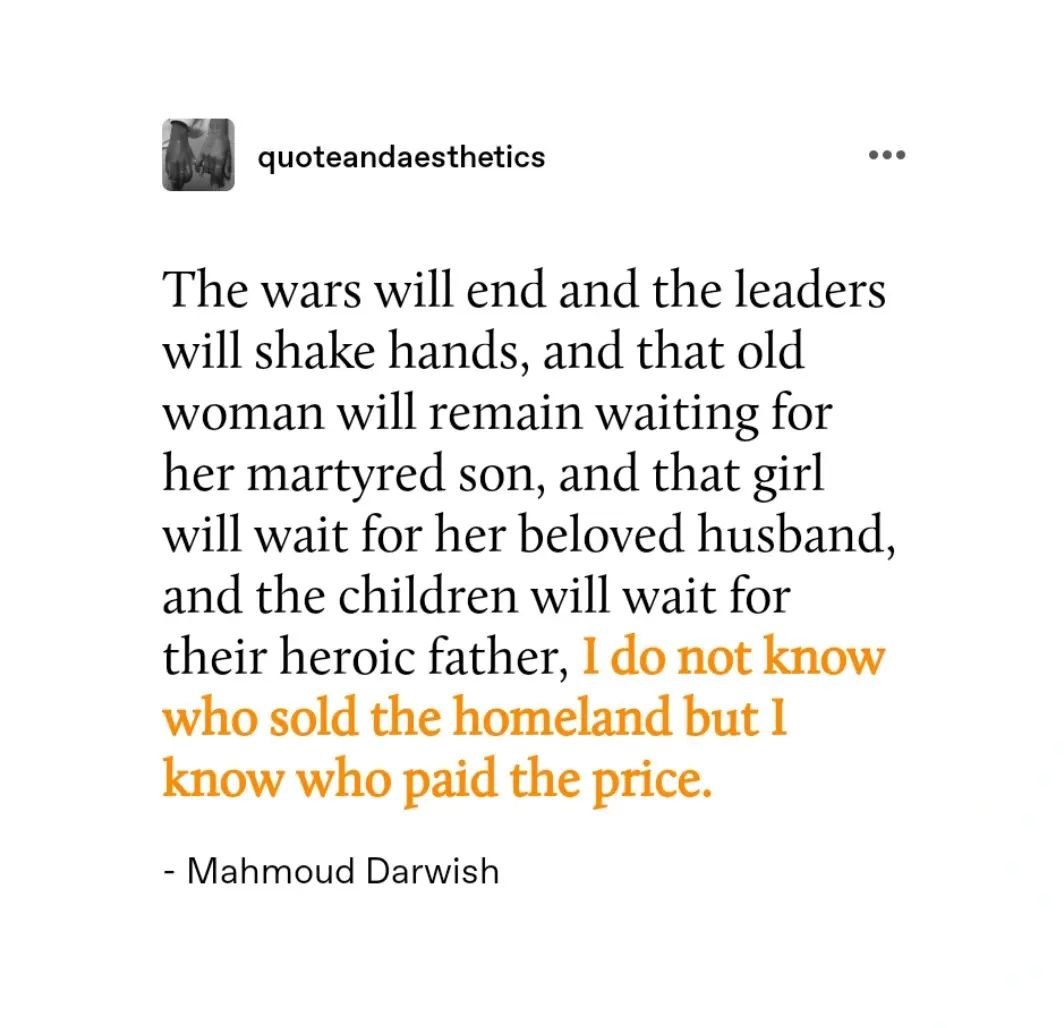 quoteandaesthetics
The wars will end and the leaders
will shake hands, and that old
woman will remain waiting for
her martyred son, and that girl
will wait for her beloved husband,
and the children will wait for
their heroic father, I do not know
who sold the homeland but I
know who paid the price.
- Mahmoud Darwish